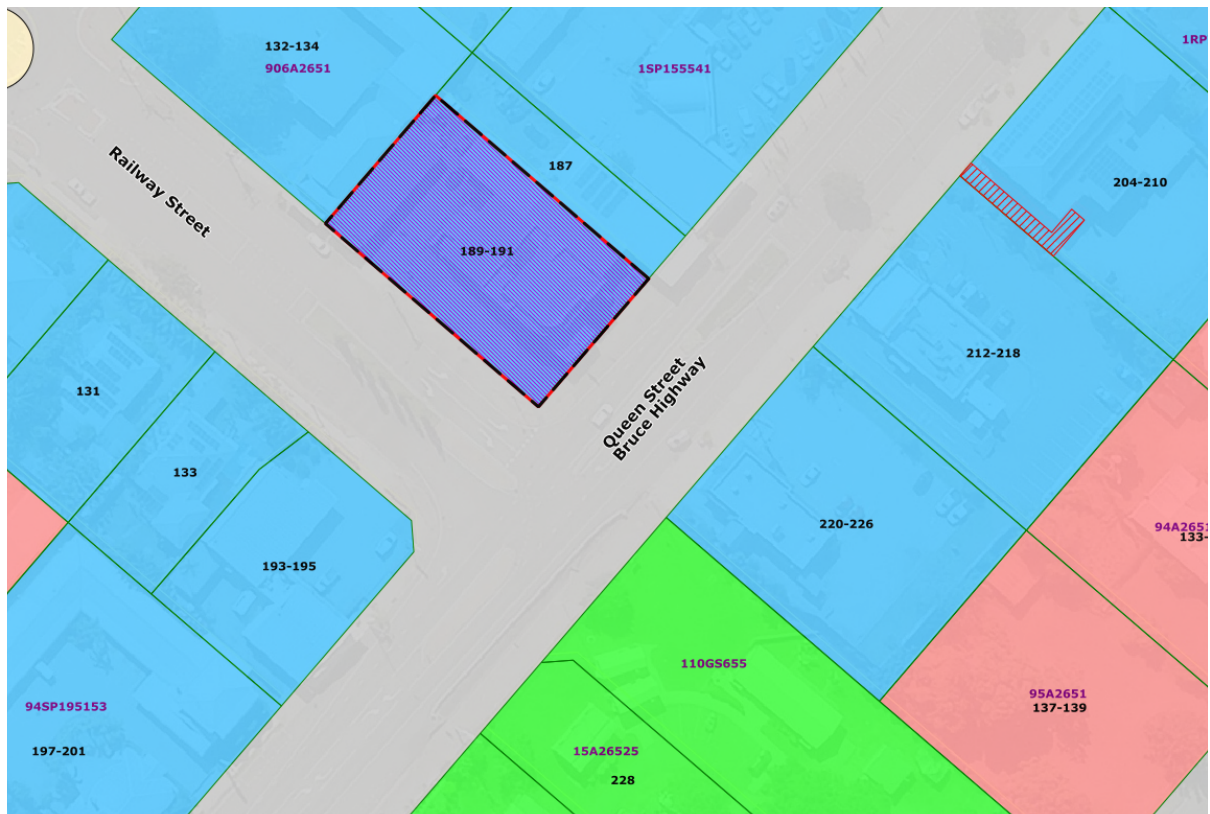 132-134
906A2651
1SP155541
1RP
187
204-210
Railway Street
189-191
212-218
131
Queen Street
Bruce Highway
133
220-226
94A2651
133-
193-195
110GS655
95A2651
137-139
94SP195153
197-201
15A26525
228